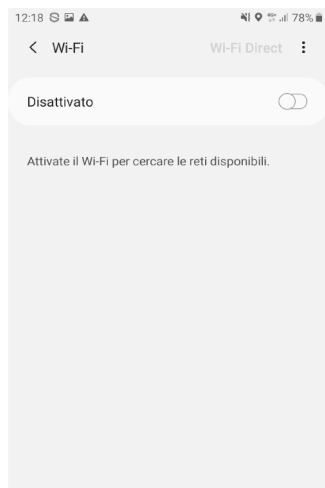 12:18 78%
Wi-Fi Wi-Fi Direct
Disattivato
Attivate il Wi-Fi per cercare le reti disponibili.